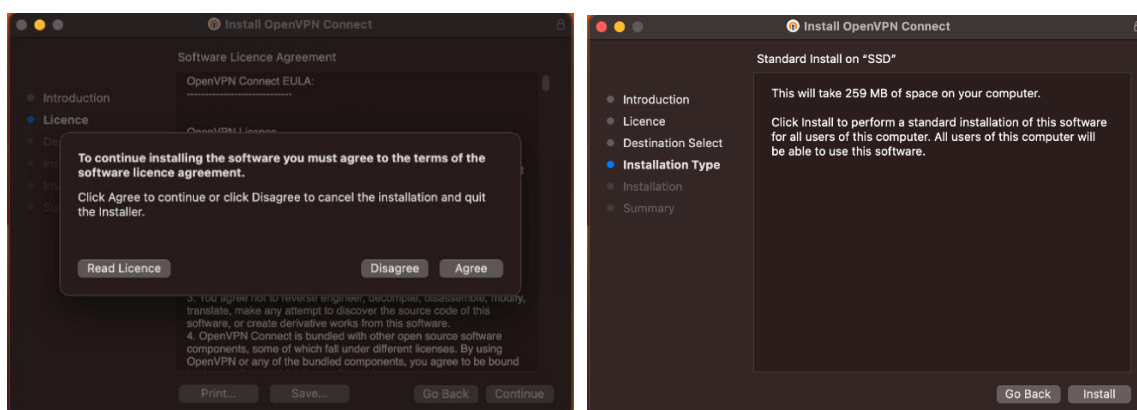 Install OpenVPN Connect
Software Licence Agreement
OpenVPN Connect EULA:
----------------------------
OpenVPN License
Introduction
Licence
To continue installing the software you must agree to the terms of the
software licence agreement.
Click Agree to continue or click Disagree to cancel the installation and quit
the Installer.
Read Licence
Disagree
Agree
3. You agree not to reverse engineer, decompile, disassemble, modify,
translate, make any attempt to discover the source code of this
software, or create derivative works from this software.
4. OpenVPN Connect is bundled with other open source software
components, some of which fall under different licenses. By using
OpenVPN or any of the bundled components, you agree to be bound
Print...
Save...
Go Back
Continue
Install OpenVPN Connect
Standard Install on “SSD”
Introduction
Licence
Destination Select
Installation Type
Installation
Summary
This will take 259 MB of space on your computer.
Click Install to perform a standard installation of this software
for all users of this computer. All users of this computer will
be able to use this software.
Go Back
Install